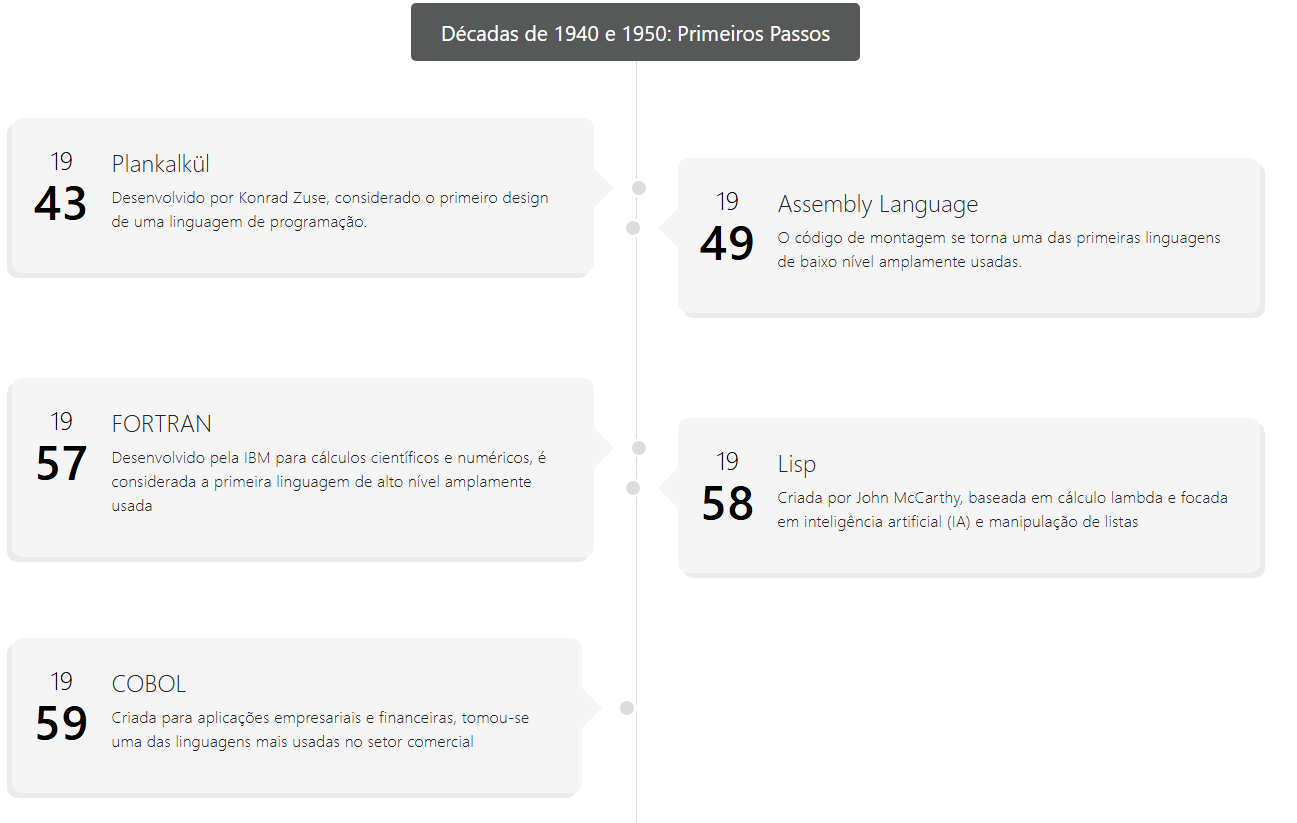 Décadas de 1940 e 1950: Primeiros Passos
19
43
Plankalkül
Desenvolvido por Konrad Zuse, considerado o primeiro design
de uma linguagem de programação.
19
49
Assembly Language
O código de montagem se torna uma das primeiras linguagens
de baixo nível amplamente usadas.
19
57
FORTRAN
Desenvolvido pela IBM para cálculos científicos e numéricos, é
considerada a primeira linguagem de alto nível amplamente
usada
19
58
Lisp
Criada por John McCarthy, baseada em cálculo lambda e focada
em inteligência artificial (IA) e manipulação de listas
19
59
COBOL
Criada para aplicações empresariais e financeiras, tomou-se
uma das linguagens mais usadas no setor comercial